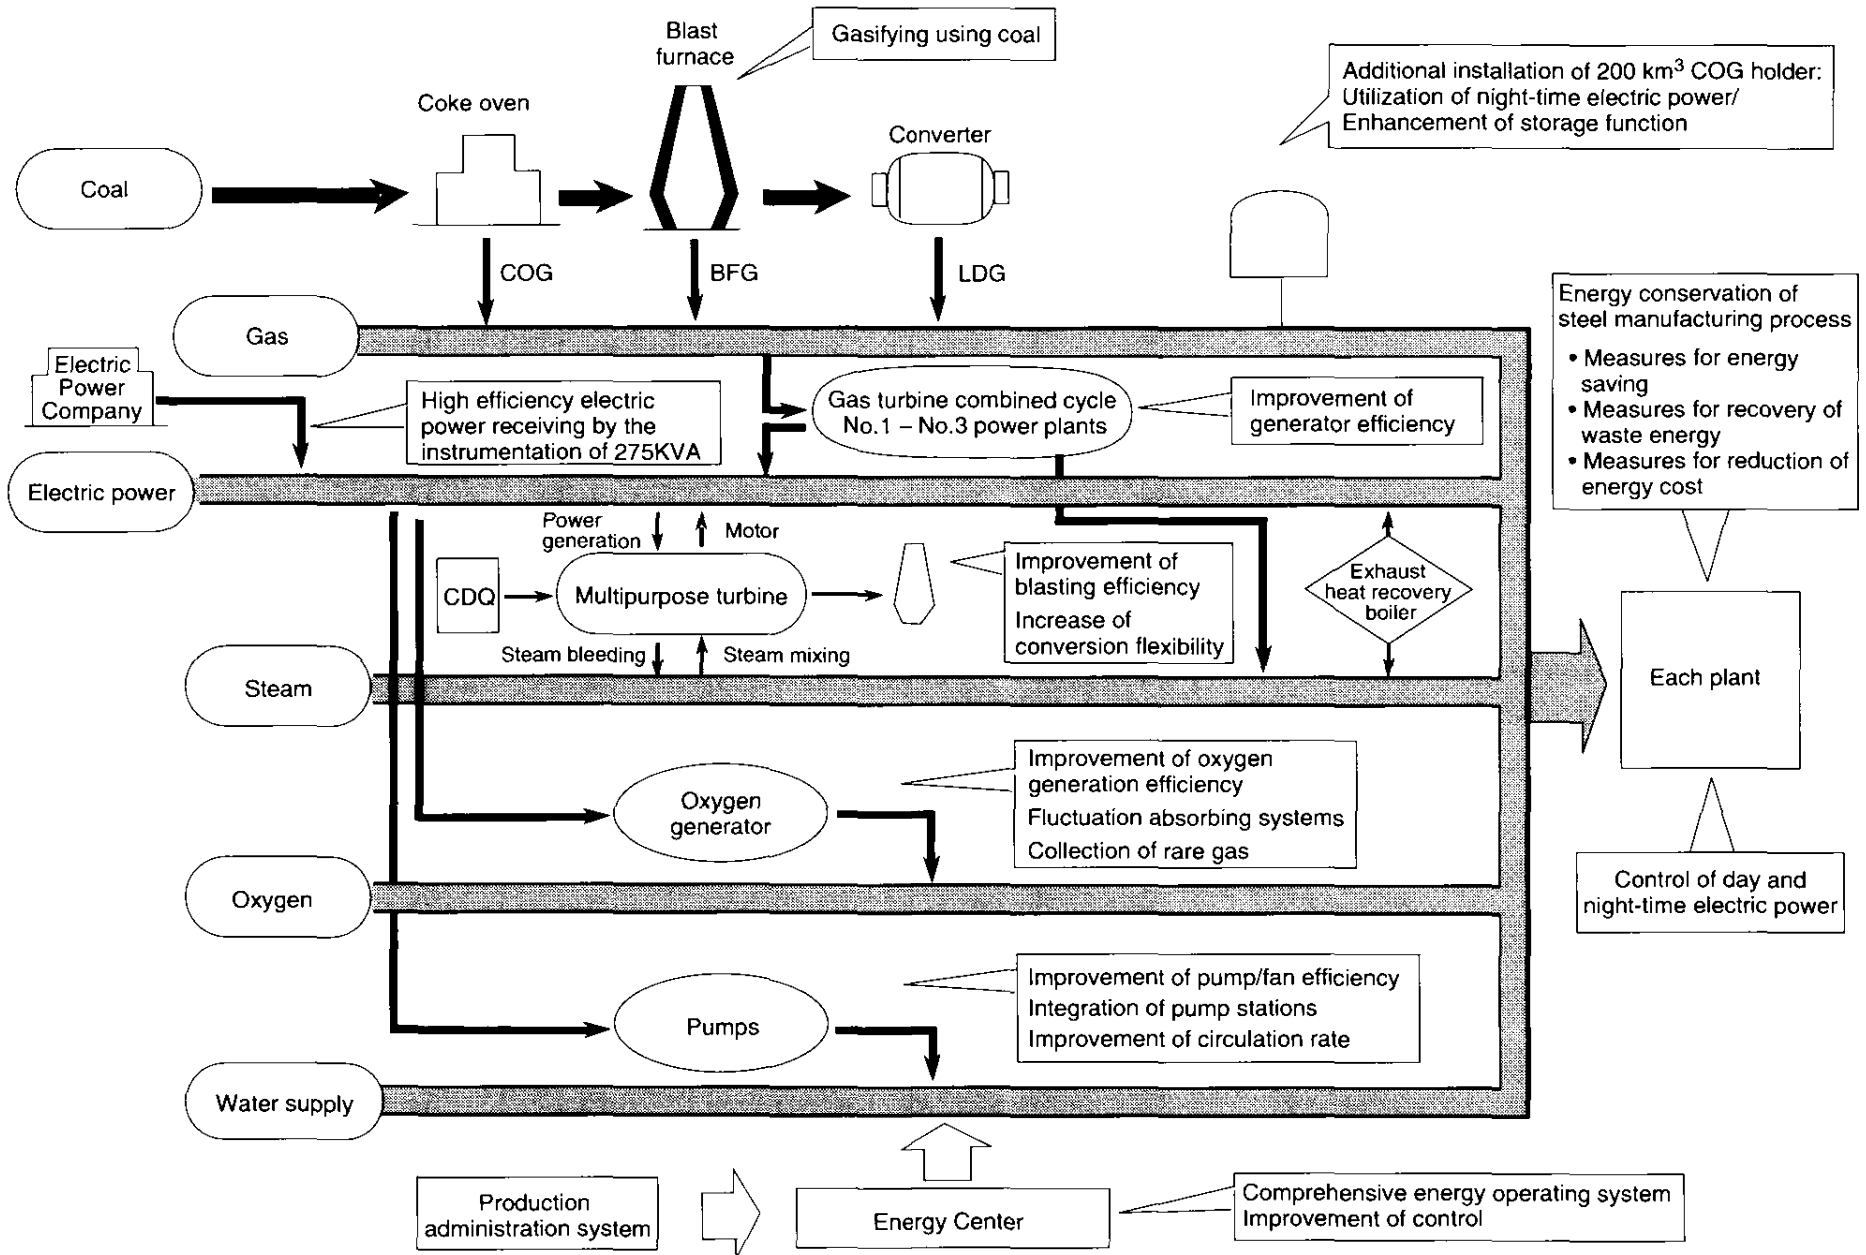 Blast
furnace
Gasifying using coal
Additional installation of 200 km³ COG holder:
Utilization of night-time electric power/
Enhancement of storage function
Coke oven
Converter
Coal
COG
BFG
LDG
Gas
Energy conservation of
steel manufacturing process
• Measures for energy
saving
• Measures for recovery of
waste energy
• Measures for reduction of
energy cost
Electric
Power
Company
High efficiency electric
power receiving by the
instrumentation of 275KVA
Gas turbine combined cycle
No.1 – No.3 power plants
Improvement of
generator efficiency
Electric power
Power
generation
Motor
CDQ
Multipurpose turbine
Improvement of
blasting efficiency
Increase of
conversion flexibility
Exhaust
heat recovery
boiler
Steam bleeding
Steam mixing
Steam
Each plant
Oxygen
generator
Improvement of oxygen
generation efficiency
Fluctuation absorbing systems
Collection of rare gas
Oxygen
Control of day and
night-time electric power
Pumps
Improvement of pump/fan efficiency
Integration of pump stations
Improvement of circulation rate
Water supply
Production
administration system
Energy Center
Comprehensive energy operating system
Improvement of control